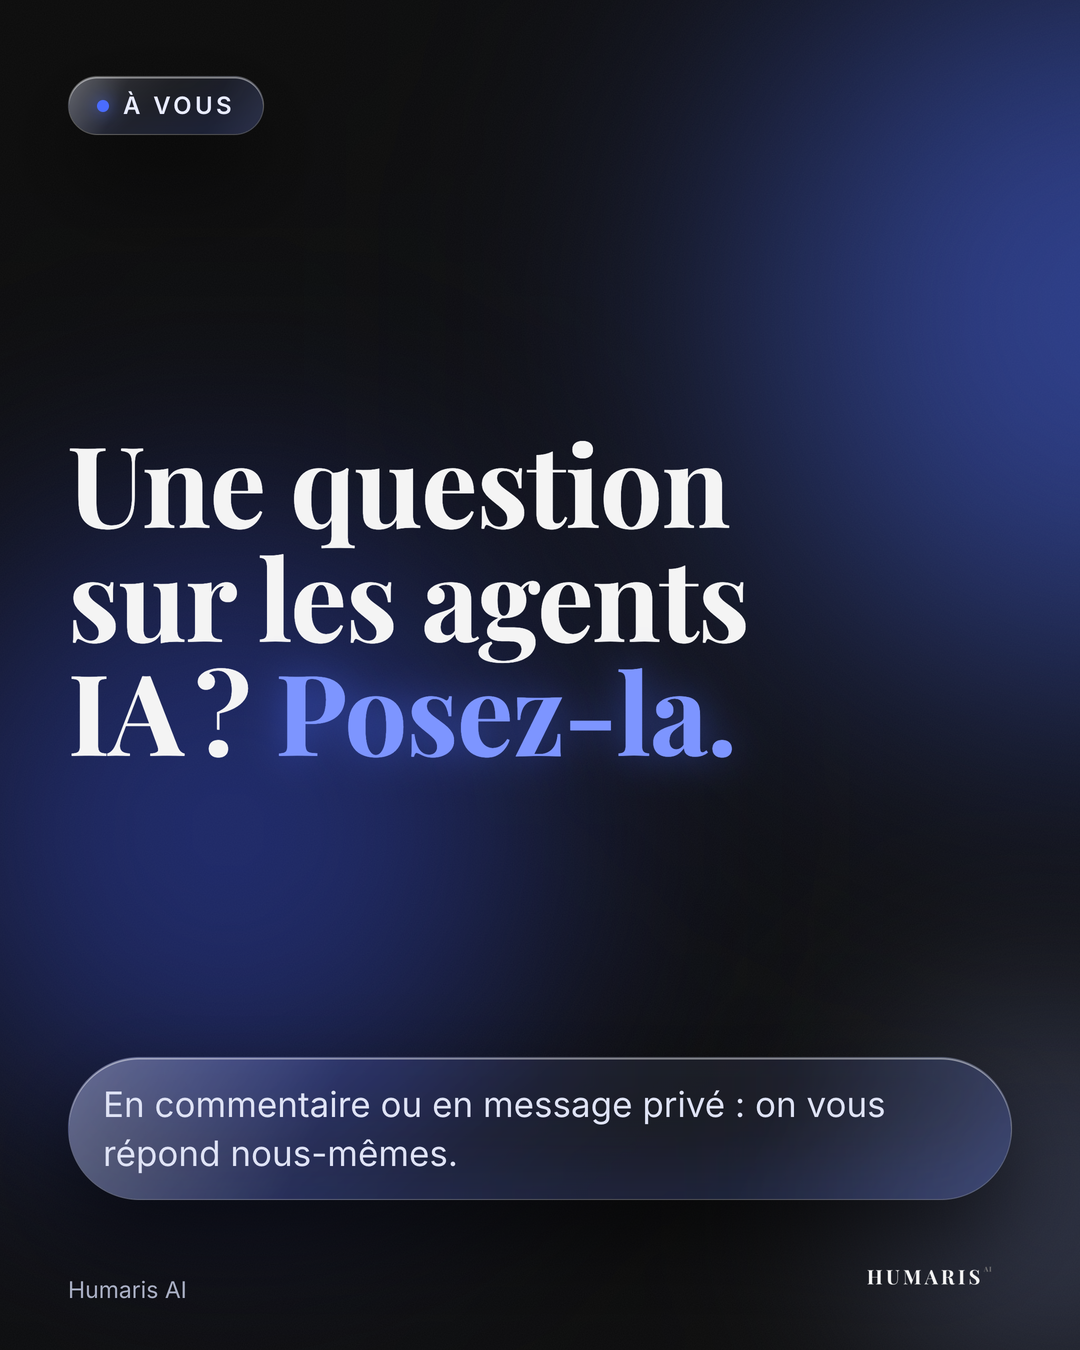 À VOUS
Une question
sur les agents
IA ? Posez-la.
En commentaire ou en message privé : on vous
répond nous-mêmes.
Humaris AI
HUMARIS AI